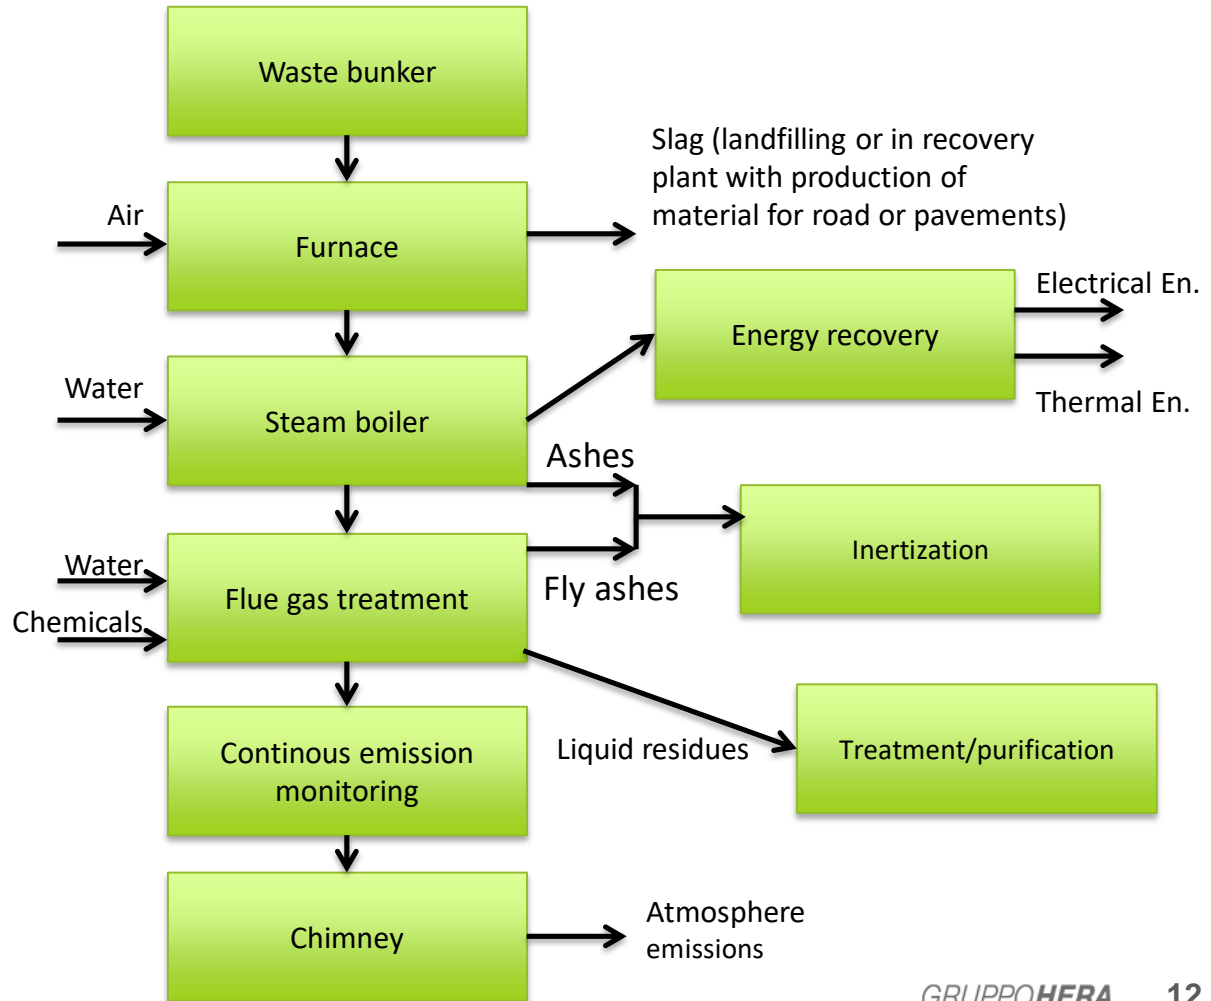 Waste bunker
Slag (landfilling or in recovery
plant with production of
material for road or pavements)
Air
Furnace
Electrical En.
Energy recovery
Thermal En.
Water
Steam boiler
Ashes
Inertization
Water
Fly ashes
Flue gas treatment
Chemicals
Continous emission
monitoring
Liquid residues
Treatment/purification
Chimney
Atmosphere
emissions
GRUPPOHERA 12